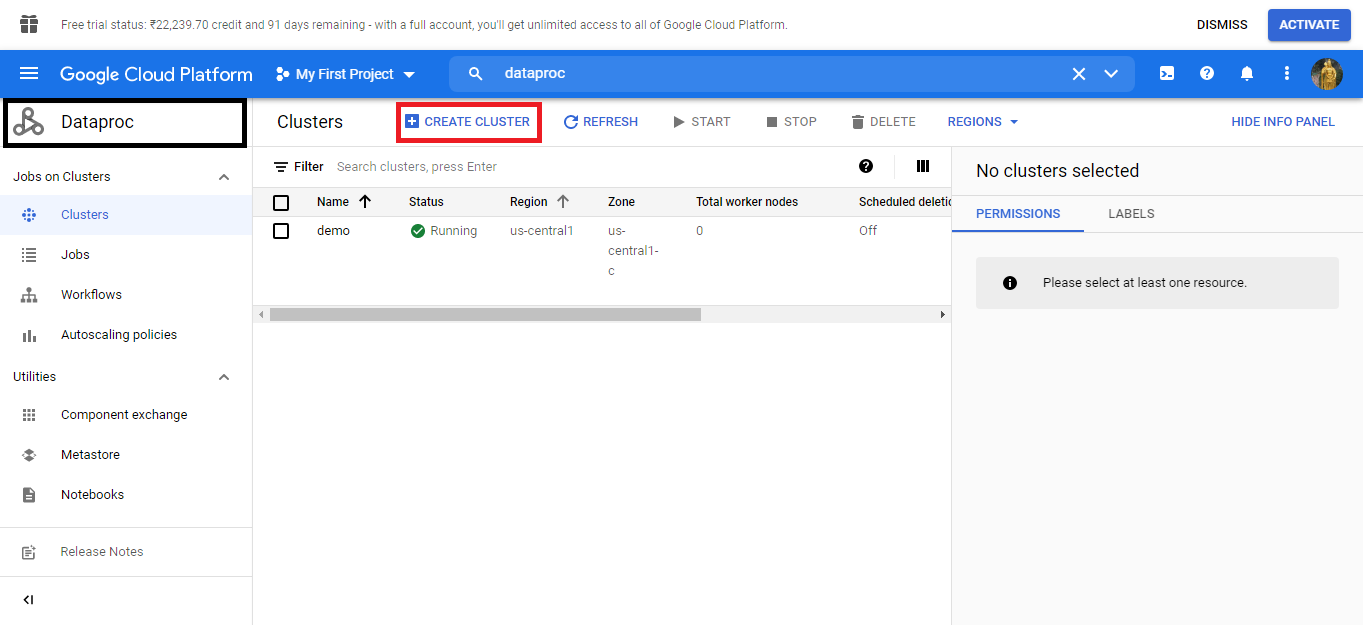 Free trial status: ₹22,239.70 credit and 91 days remaining - with a full account, you'll get unlimited access to all of Google Cloud Platform.
DISMISS
ACTIVATE
Google Cloud Platform
My First Project
dataproc
Dataproc
Clusters
CREATE CLUSTER
REFRESH
START
STOP
DELETE
REGIONS
HIDE INFO PANEL
Jobs on Clusters
Clusters
Jobs
Workflows
Autoscaling policies
Utilities
Component exchange
Metastore
Notebooks
Release Notes
Filter Search clusters, press Enter
Name Status Region Zone Total worker nodes Scheduled deletic
demo Running us-central1 us- 0 Off
central1-
c
No clusters selected
PERMISSIONS LABELS
Please select at least one resource.